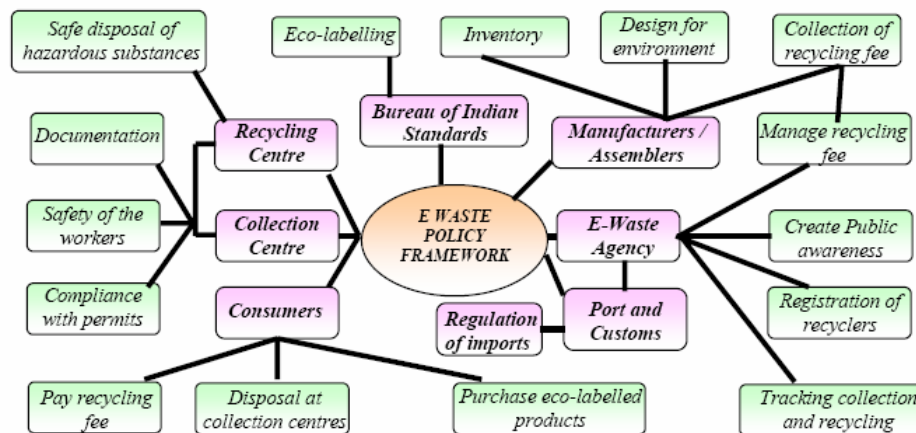 Safe disposal of
hazardous substances
Eco-labelling
Inventory
Design for
environment
Collection of
recycling fee
Documentation
Recycling
Centre
Bureau of Indian
Standards
Manufacturers /
Assemblers
Manage recycling
fee
Safety of the
workers
Collection
Centre
E WASTE
POLICY
FRAMEWORK
E-Waste
Agency
Create Public
awareness
Compliance
with permits
Consumers
Regulation
of imports
Port and
Customs
Registration of
recyclers
Pay recycling
fee
Disposal at
collection centres
Purchase eco-labelled
products
Tracking collection
and recycling